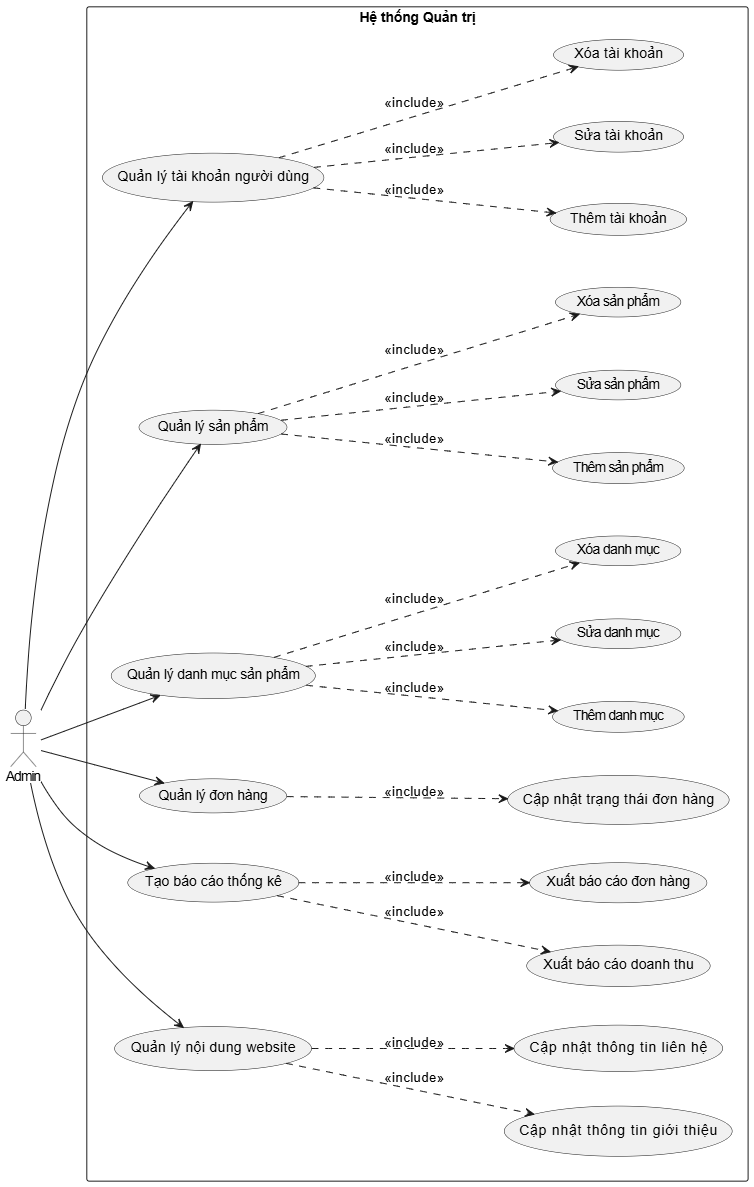 Hệ thống Quản trị
Xóa tài khoản
«include»
Sửa tài khoản
«include»
Quản lý tài khoản người dùng
«include»
Thêm tài khoản
Xóa sản phẩm
«include»
Sửa sản phẩm
«include»
Quản lý sản phẩm
«include»
Thêm sản phẩm
Xóa danh mục
«include»
Sửa danh mục
«include»
Quản lý danh mục sản phẩm
«include»
Thêm danh mục
Admin
Quản lý đơn hàng
«include»
Cập nhật trạng thái đơn hàng
Tạo báo cáo thống kê
«include»
Xuất báo cáo đơn hàng
«include»
Xuất báo cáo doanh thu
Quản lý nội dung website
«include»
Cập nhật thông tin liên hệ
«include»
Cập nhật thông tin giới thiệu